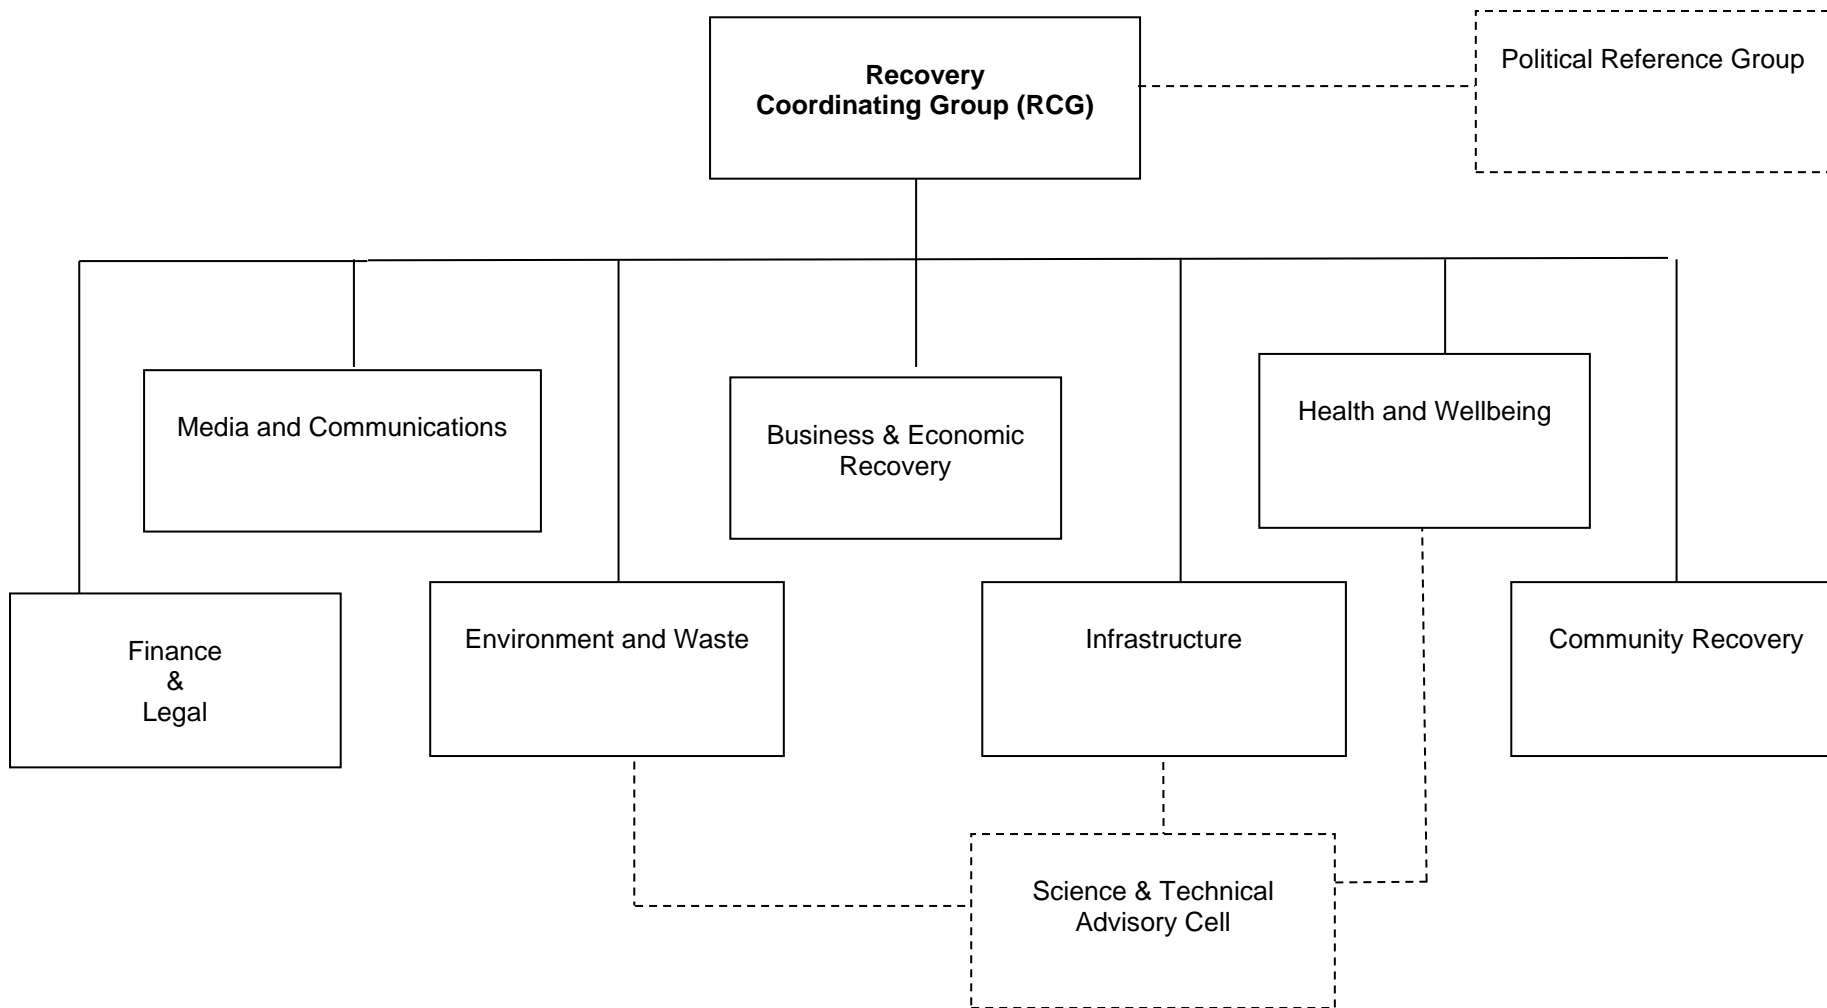 Recovery
Coordinating Group (RCG)
Political Reference Group
Media and Communications
Business & Economic
Recovery
Health and Wellbeing
Finance
&
Legal
Environment and Waste
Infrastructure
Community Recovery
Science & Technical
Advisory Cell